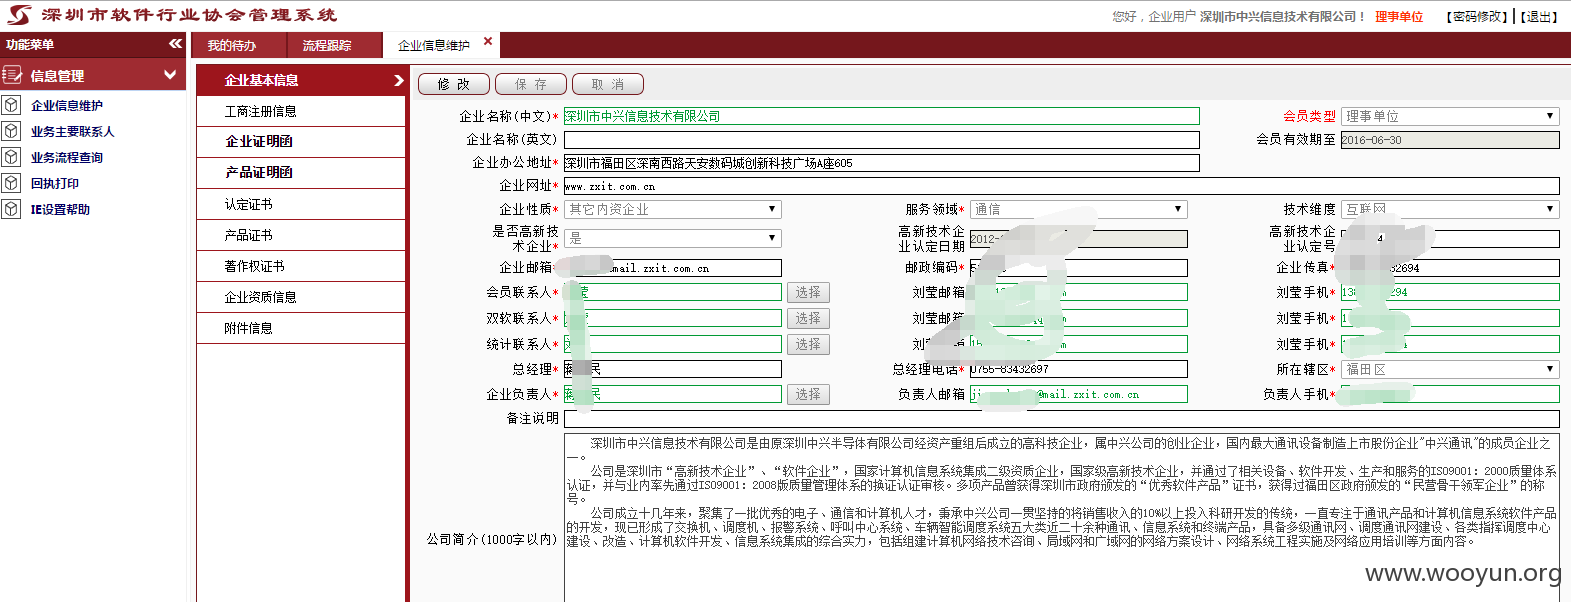 深圳市软件行业协会管理系统
您好，企业用户 深圳市中兴信息技术有限公司！ 理事单位 【密码修改】【退出】
功能菜单
我的待办 流程跟踪 企业信息维护
信息管理
企业信息维护
业务主要联系人
业务流程查询
回执打印
IE设置帮助
企业基本信息
工商注册信息
企业证明函
产品证明函
认定证书
产品证书
著作权证书
企业资质信息
附件信息
修 改 保 存 取 消
企业名称(中文)* 深圳市中兴信息技术有限公司 会员类型 理事单位
企业名称(英文) 会员有效期至 2016-06-30
企业办公地址* 深圳市福田区深南西路天安数码城创新科技广场A座605
企业网址* www.zxit.com.cn
企业性质* 其它内资企业 服务领域* 通信 技术维度 互联网
是否高新技术企业* 是 高新技术企业认定日期 2012- 高新技术企业认定号
企业邮箱* mail.zxit.com.cn 邮政编码* 企业传真* 2694
会员联系人* 莹 选择 刘莹邮箱 刘莹手机* 294
双软联系人* 选择 刘莹邮箱 刘莹手机*
统计联系人* 选择 刘莹邮箱 刘莹手机*
总经理* 民 总经理电话* 0755-83432697 所在辖区* 福田区
企业负责人* 民 选择 负责人邮箱 @mail.zxit.com.cn 负责人手机*
备注说明
公司简介(1000字以内)
深圳市中兴信息技术有限公司是由原深圳中兴半导体有限公司经资产重组后成立的高科技企业，属中兴公司的创业企业，国内最大通讯设备制造上市股份企业"中兴通讯"的成员企业之
一。
公司是深圳市“高新技术企业”、“软件企业”，国家计算机信息系统集成二级资质企业，国家级高新技术企业，并通过了相关设备、软件开发、生产和服务的ISO9001：2000质量体系
认证，并与业内率先通过ISO9001：2008版质量管理体系的换证认证审核。多项产品曾获得深圳市政府颁发的“优秀软件产品”证书，获得过福田区政府颁发的“民营骨干领军企业”的称
号。
公司成立十几年来，聚集了一批优秀的电子、通信和计算机人才，秉承中兴公司一贯坚持的将销售收入的10%以上投入科研开发的传统，一直专注于通讯产品和计算机信息系统软件产品
的开发，现已形成了交换机、调度机、报警系统、呼叫中心系统、车辆智能调度系统五大类近二十余种通讯、信息系统和终端产品，具备多级通讯网、调度通讯网建设、各类指挥调度中心
建设、改造、计算机软件开发、信息系统集成的综合实力，包括组建计算机网络技术咨询、局域网和广域网的网络方案设计、网络系统工程实施及网络应用培训等方面内容。
www.wooyun.org